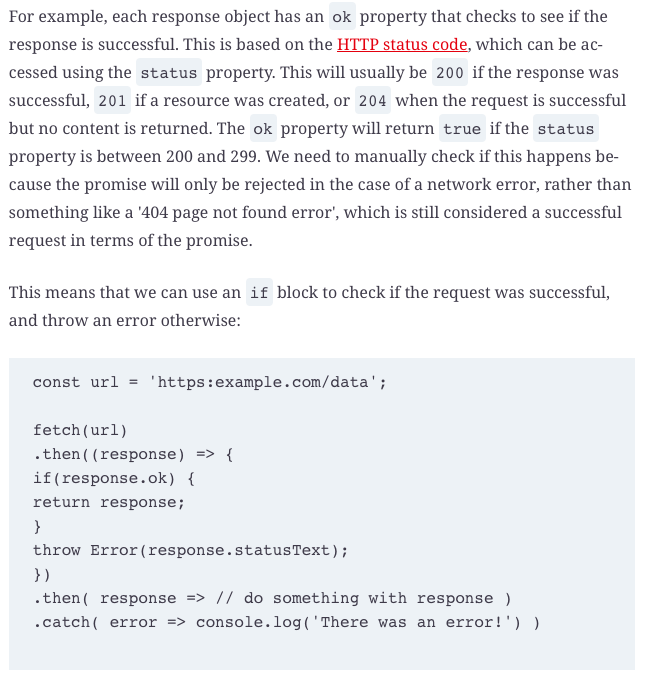 For example, each response object has an ok property that checks to see if the
response is successful. This is based on the HTTP status code, which can be ac-
cessed using the status property. This will usually be 200 if the response was
successful, 201 if a resource was created, or 204 when the request is successful
but no content is returned. The ok property will return true if the status
property is between 200 and 299. We need to manually check if this happens be-
cause the promise will only be rejected in the case of a network error, rather than
something like a '404 page not found error', which is still considered a successful
request in terms of the promise.
This means that we can use an if block to check if the request was successful,
and throw an error otherwise:
const url = 'https:example.com/data';
fetch(url)
.then((response) => {
if(response.ok) {
return response;
}
throw Error(response.statusText);
})
.then( response => // do something with response )
.catch( error => console.log('There was an error!') )